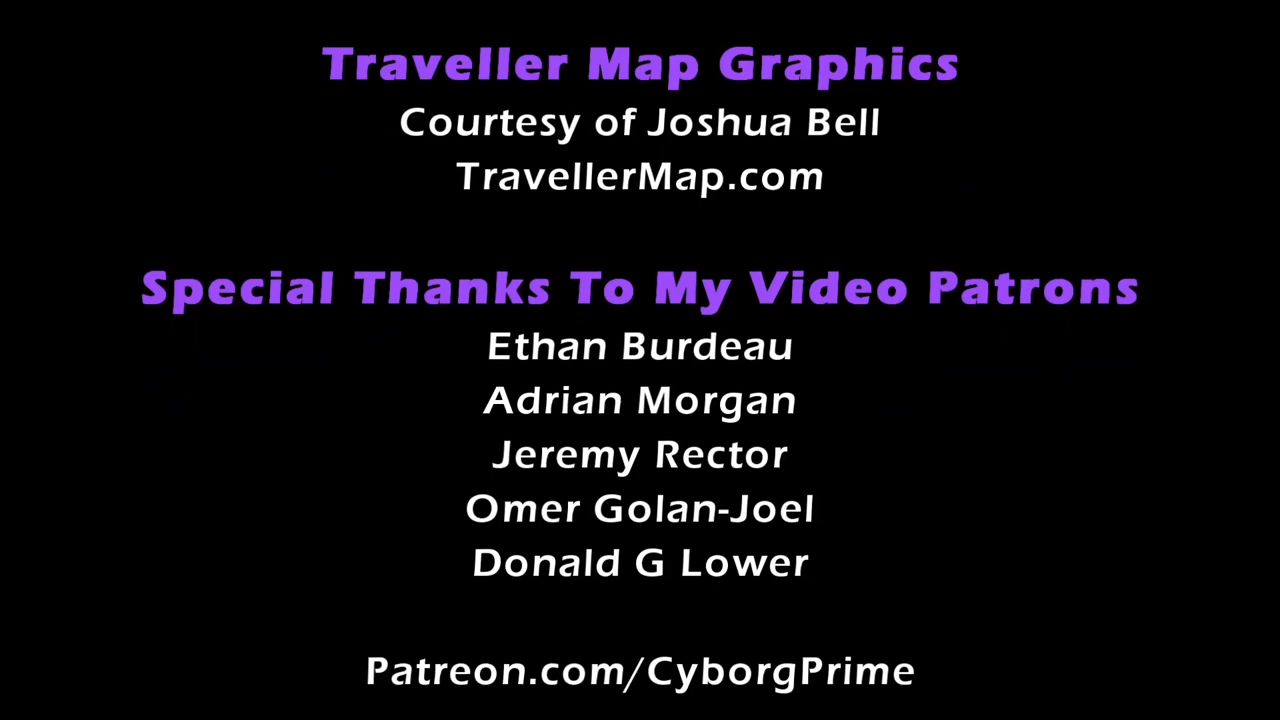 Traveller Map Graphics
Courtesy of Joshua Bell
TravellerMap.com
Special Thanks To My Video Patrons
Ethan Burdeau
Adrian Morgan
Jeremy Rector
Omer Golan-Joel
Donald G Lower
Patreon.com/CyborgPrime